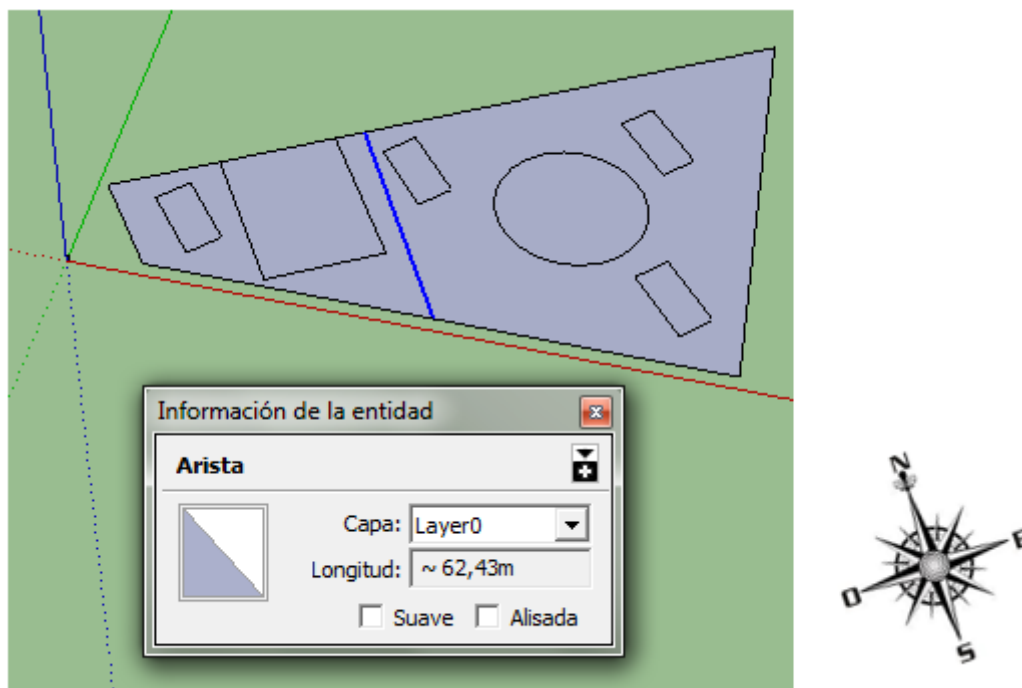 Información de la entidad
Arista
Capa: Layer0
Longitud: ~ 62,43m
Suave Alisada
N
E
O
S